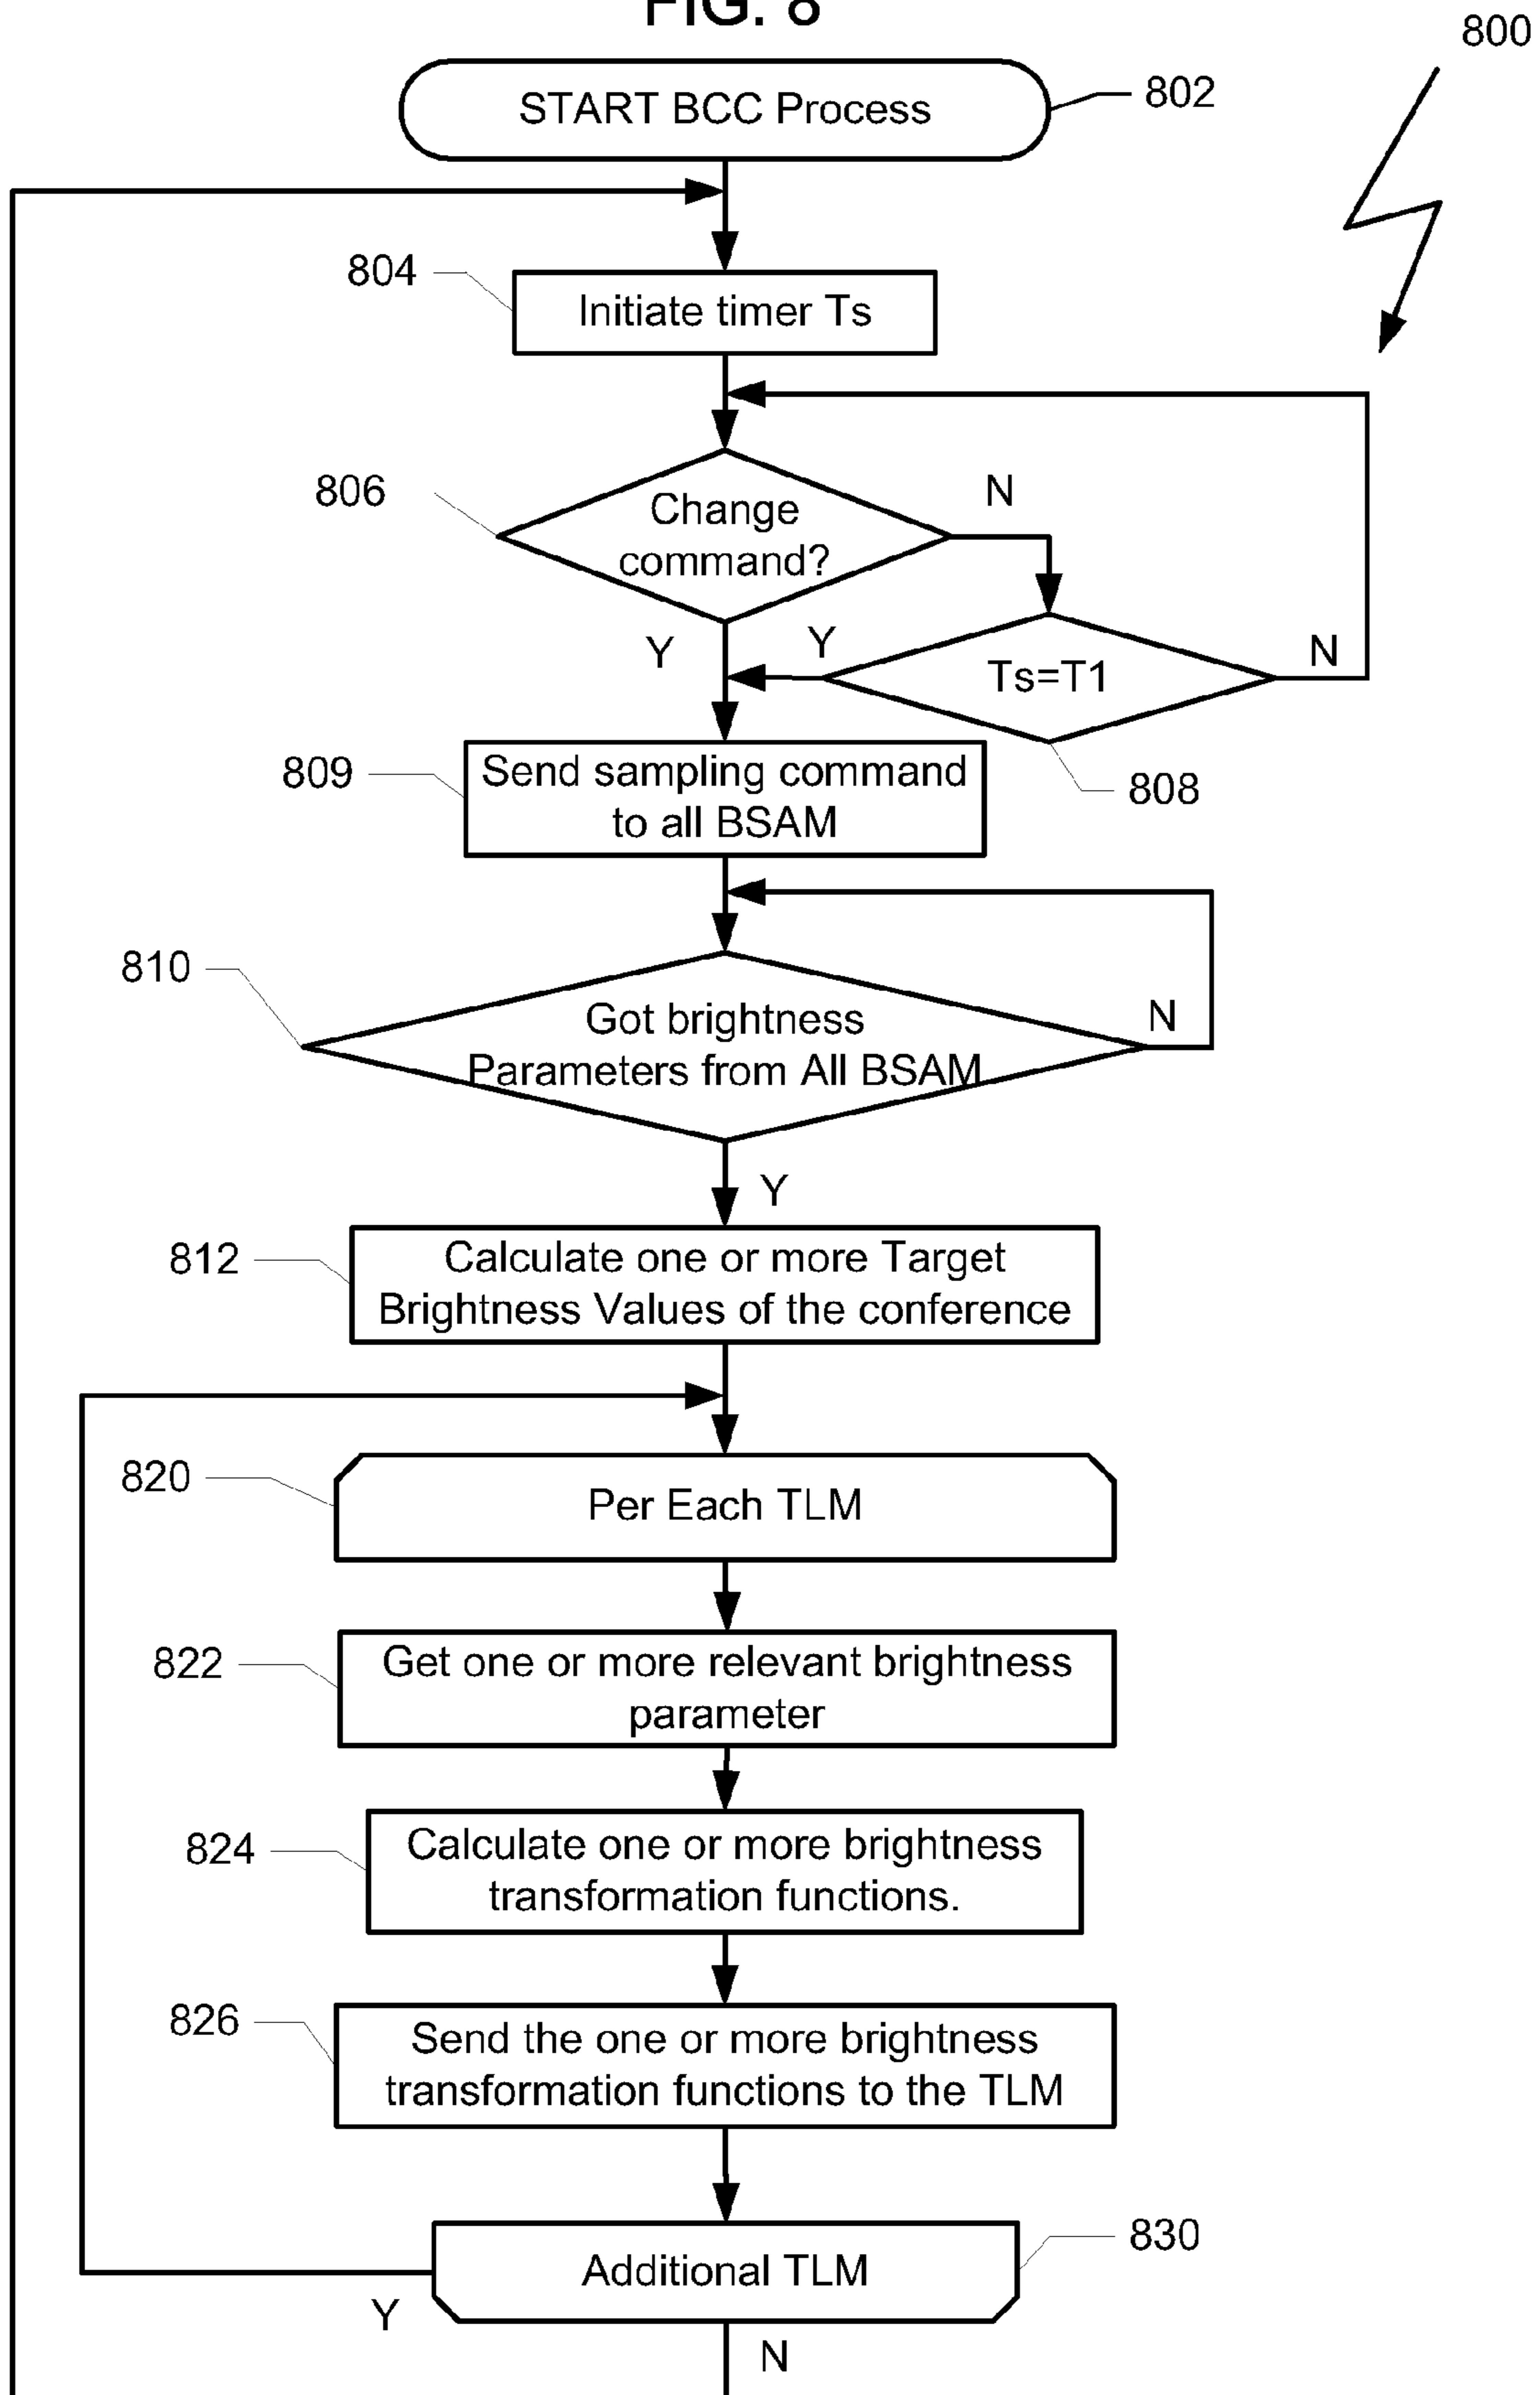 FIG. 8
800
START BCC Process
802
804
Initiate timer Ts
806
Change
command?
N
Y
Y
Ts=T1
N
808
809
Send sampling command
to all BSAM
810
Got brightness
Parameters from All BSAM
N
Y
812
Calculate one or more Target
Brightness Values of the conference
820
Per Each TLM
822
Get one or more relevant brightness
parameter
824
Calculate one or more brightness
transformation functions.
826
Send the one or more brightness
transformation functions to the TLM
830
Additional TLM
Y
N